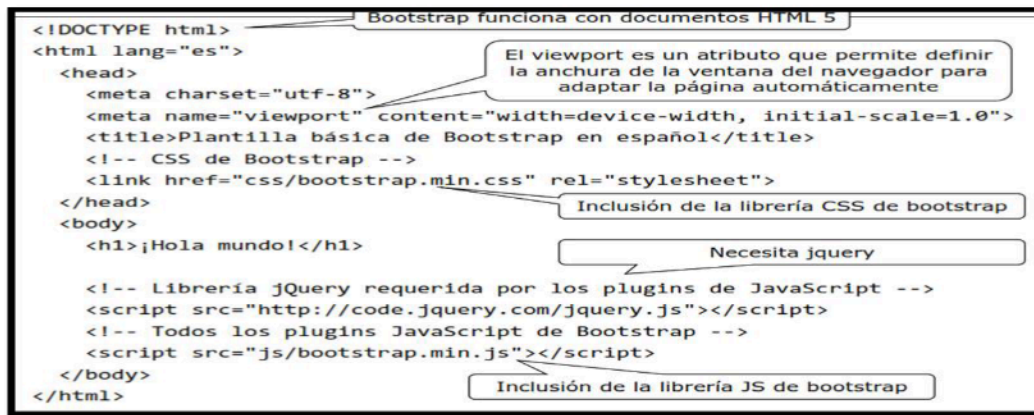 Bootstrap funciona con documentos HTML 5
<!DOCTYPE html>
<html lang="es">
El viewport es un atributo que permite definir
la anchura de la ventana del navegador para
adaptar la página automáticamente
<head>
<meta charset="utf-8">
<meta name="viewport" content="width=device-width, initial-scale=1.0">
<title>Plantilla básica de Bootstrap en español</title>
<!-- CSS de Bootstrap -->
<link href="css/bootstrap.min.css" rel="stylesheet">
</head>
Inclusión de la librería CSS de bootstrap
<body>
<h1>¡Hola mundo!</h1>
Necesita jquery
<!-- Librería jQuery requerida por los plugins de JavaScript -->
<script src="http://code.jquery.com/jquery.js"></script>
<!-- Todos los plugins JavaScript de Bootstrap -->
<script src="js/bootstrap.min.js"></script>
</body>
Inclusión de la librería JS de bootstrap
</html>